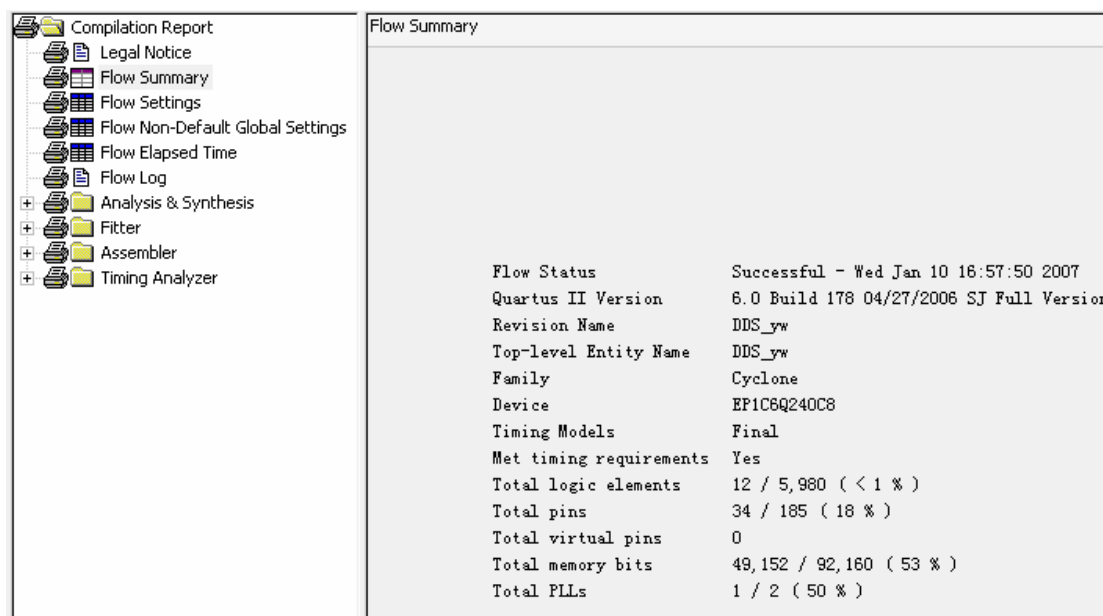 Compilation Report
Legal Notice
Flow Summary
Flow Settings
Flow Non-Default Global Settings
Flow Elapsed Time
Flow Log
Analysis & Synthesis
Fitter
Assembler
Timing Analyzer
Flow Summary
Flow Status Successful - Wed Jan 10 16:57:50 2007
Quartus II Version 6.0 Build 178 04/27/2006 SJ Full Version
Revision Name DDS_yw
Top-level Entity Name DDS_yw
Family Cyclone
Device EP1C6Q240C8
Timing Models Final
Met timing requirements Yes
Total logic elements 12 / 5,980 ( < 1 % )
Total pins 34 / 185 ( 18 % )
Total virtual pins 0
Total memory bits 49,152 / 92,160 ( 53 % )
Total PLLs 1 / 2 ( 50 % )